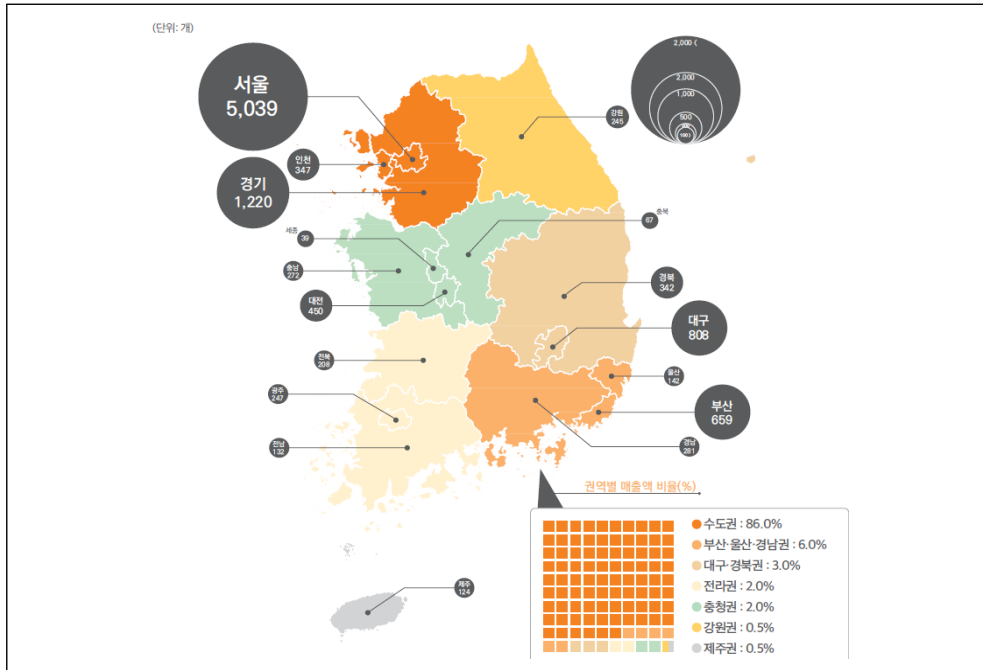 (단위: 개)
서울
5,039
인천
347
경기
1,220
강원
245
2,000 (
2,000
1,000
500
세종
39
충남
272
대전
450
67 충북
경북
342
대구
808
전북
208
광주
247
전남
132
울산
142
부산
659
경남
281
제주
124
권역별 매출액 비율(%)
수도권 : 86.0%
부산·울산·경남권 : 6.0%
대구·경북권 : 3.0%
전라권 : 2.0%
충청권 : 2.0%
강원권 : 0.5%
제주권 : 0.5%